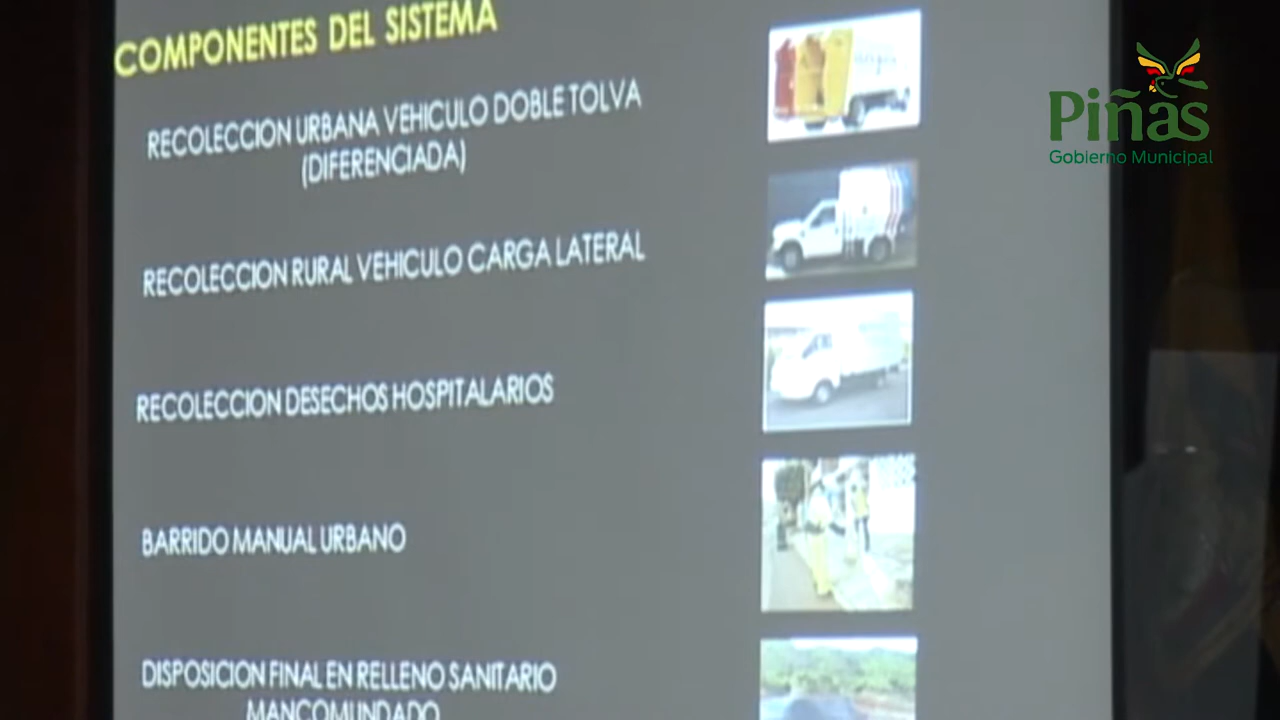 COMPONENTES DEL SISTEMA
RECOLECCION URBANA VEHICULO DOBLE TOLVA
(DIFERENCIADA)
RECOLECCION RURAL VEHICULO CARGA LATERAL
RECOLECCION DESECHOS HOSPITALARIOS
BARRIDO MANUAL URBANO
DISPOSICION FINAL EN RELLENO SANITARIO
MANCOMUNDADO
Piñas
Gobierno Municipal